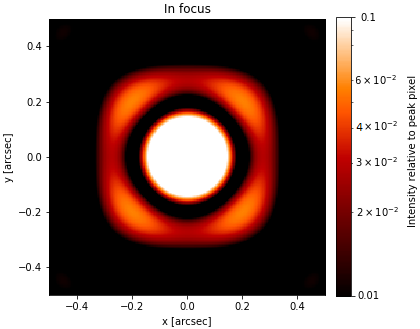 In focus
0.4
0.2
0.0
−0.2
−0.4
−0.4
−0.2
0.0
0.2
0.4
x [arcsec]
y [arcsec]
0.1
6 × 10⁻²
4 × 10⁻²
3 × 10⁻²
2 × 10⁻²
0.01
Intensity relative to peak pixel